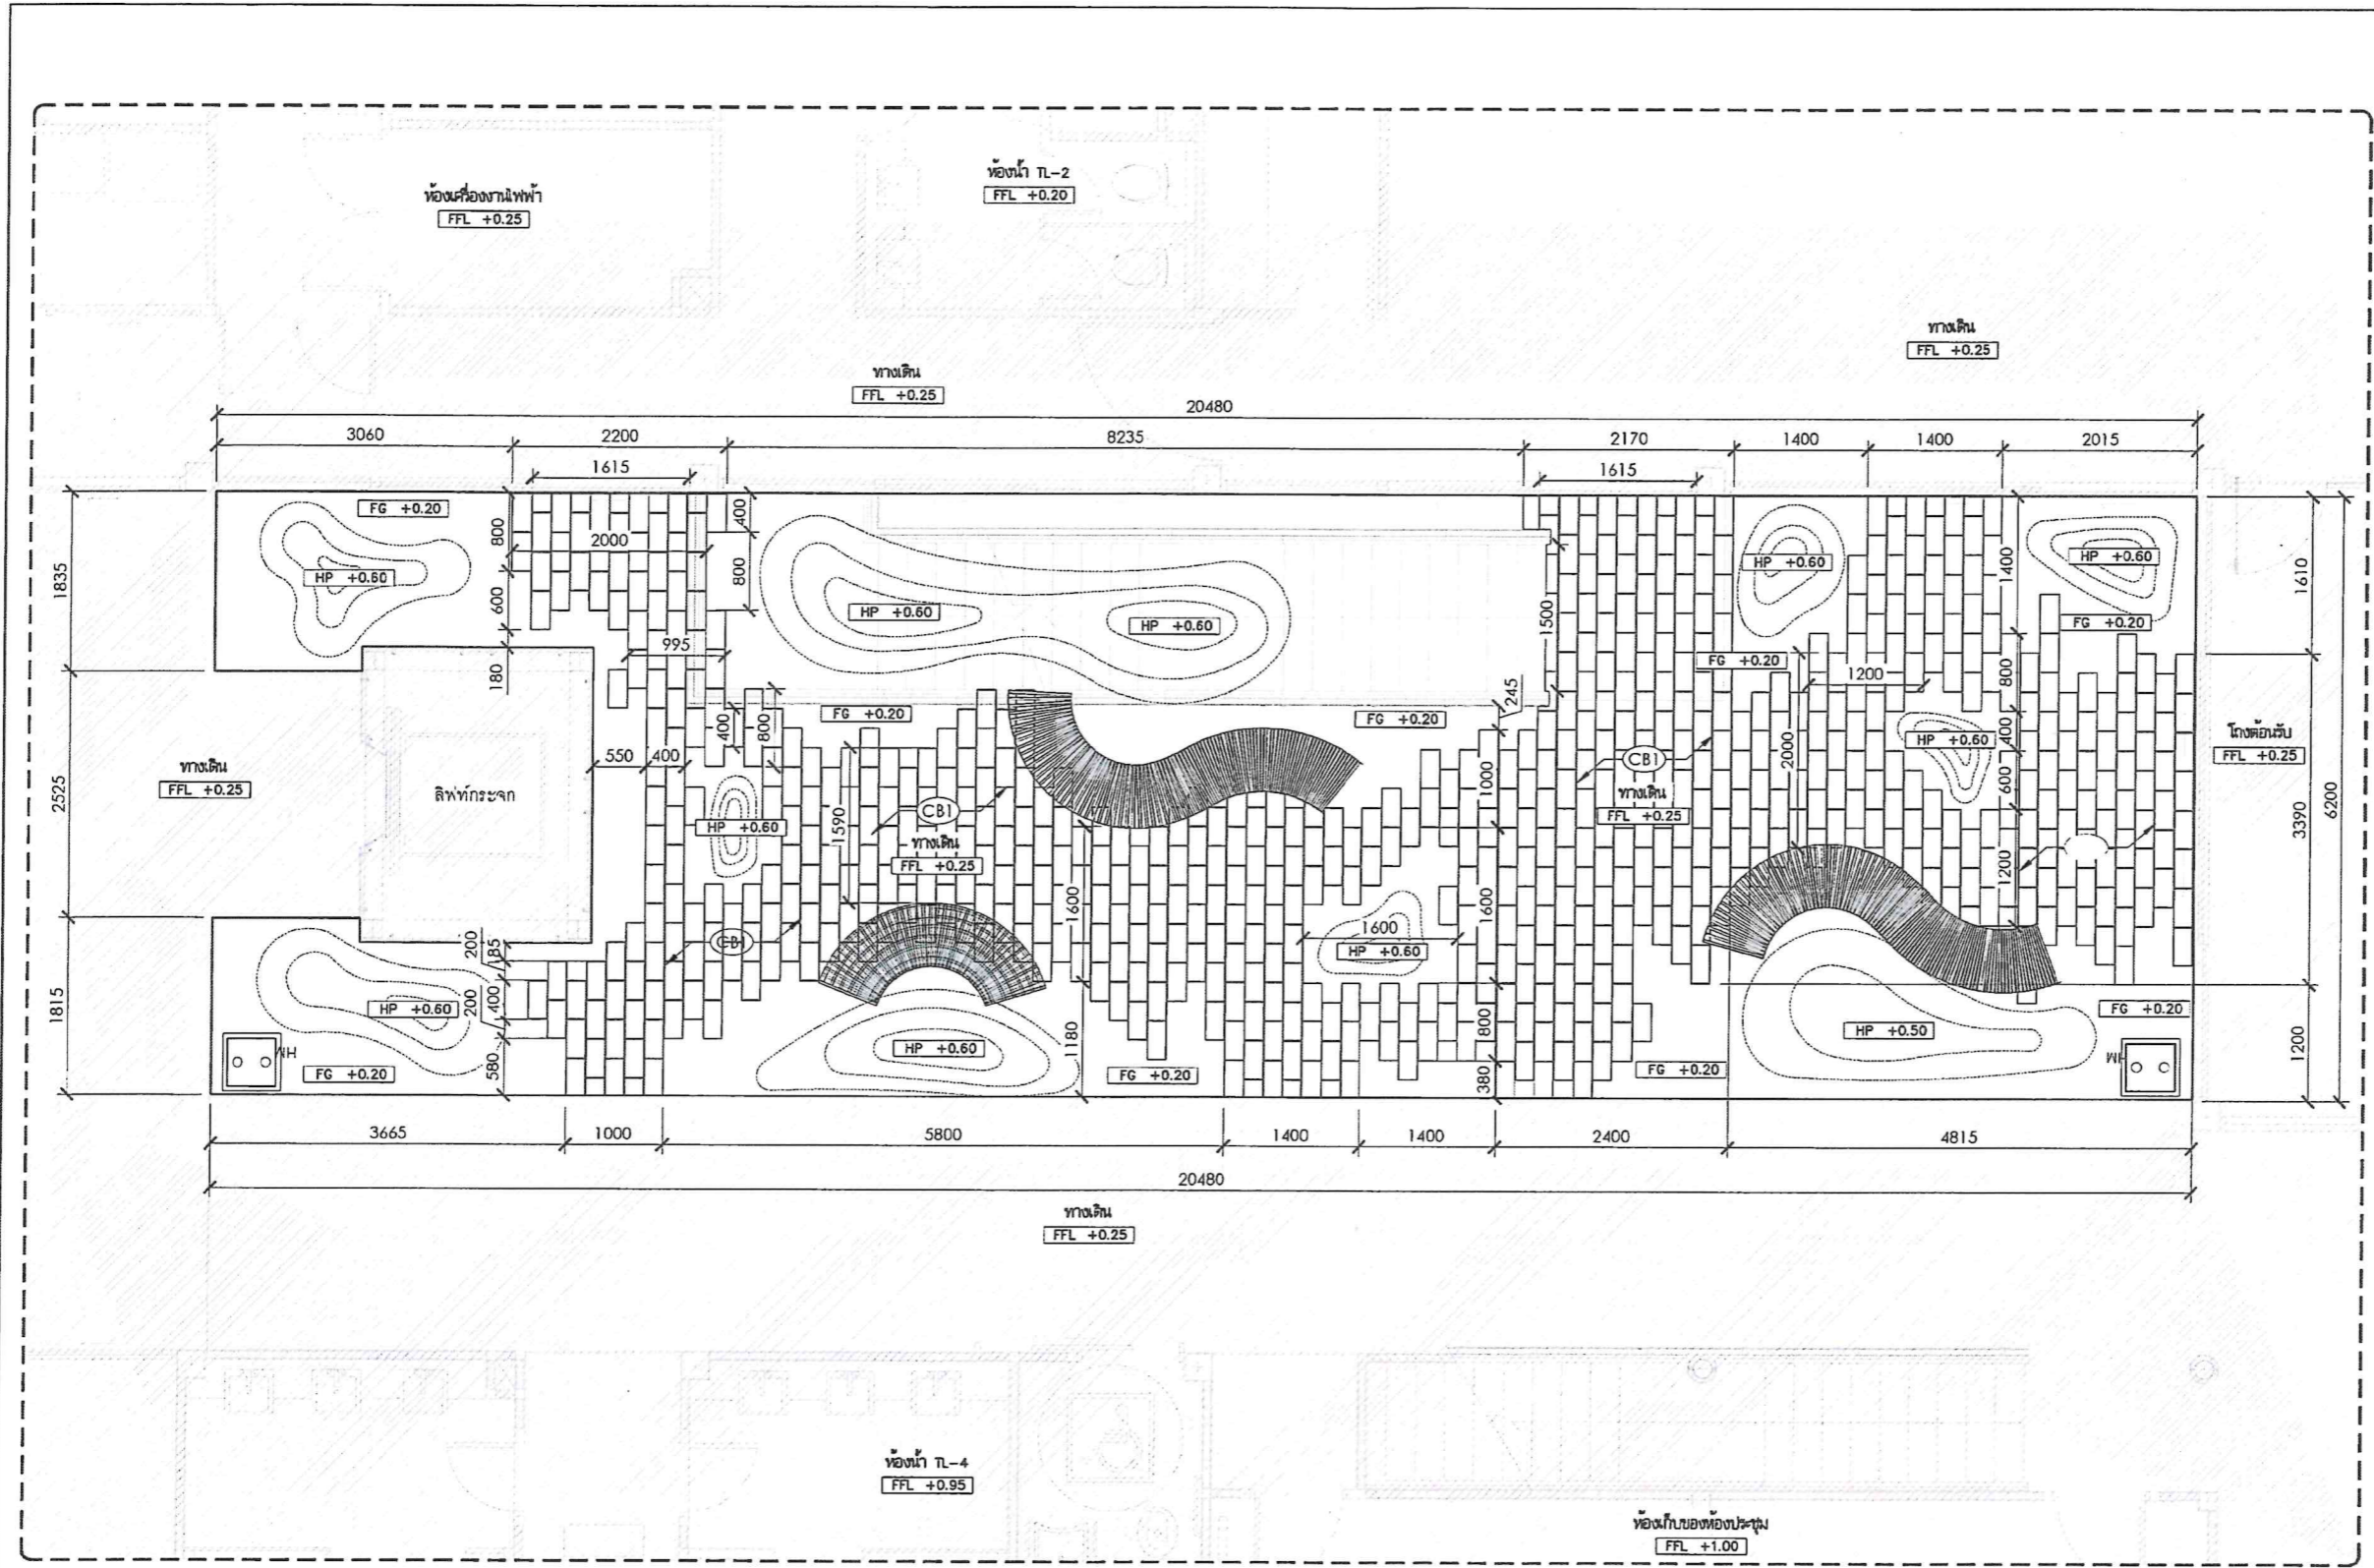 ห้องเครื่องงานไฟฟ้า
FFL +0.25
ห้องน้ำ TL-2
FFL +0.20
ทางเดิน
FFL +0.25
ทางเดิน
FFL +0.25
20480
3060
2200
8235
2170
1400
1400
2015
1615
1615
FG +0.20
800
2000
400
800
HP +0.60
600
1835
995
180
HP +0.60
HP +0.60
1500
HP +0.60
1400
HP +0.60
FG +0.20
1610
FG +0.20
1200
800
245
FG +0.20
FG +0.20
400
800
550
400
ทางเดิน
FFL +0.25
2525
ลิฟท์กระจก
HP +0.60
1590
CB1
ทางเดิน
FFL +0.25
1000
CB1
ทางเดิน
FFL +0.25
2000
HP +0.60
400
600
โถงต้อนรับ
FFL +0.25
3390
6200
1200
1600
1600
1600
HP +0.60
CB1
200
185
400
200
580
1815
HP +0.60
HM
FG +0.20
HP +0.60
1180
FG +0.20
800
380
FG +0.20
HP +0.50
FG +0.20
HM
1200
3665
1000
5800
1400
1400
2400
4815
20480
ทางเดิน
FFL +0.25
ห้องน้ำ TL-4
FFL +0.95
ห้องเก็บของห้องประชุม
FFL +1.00